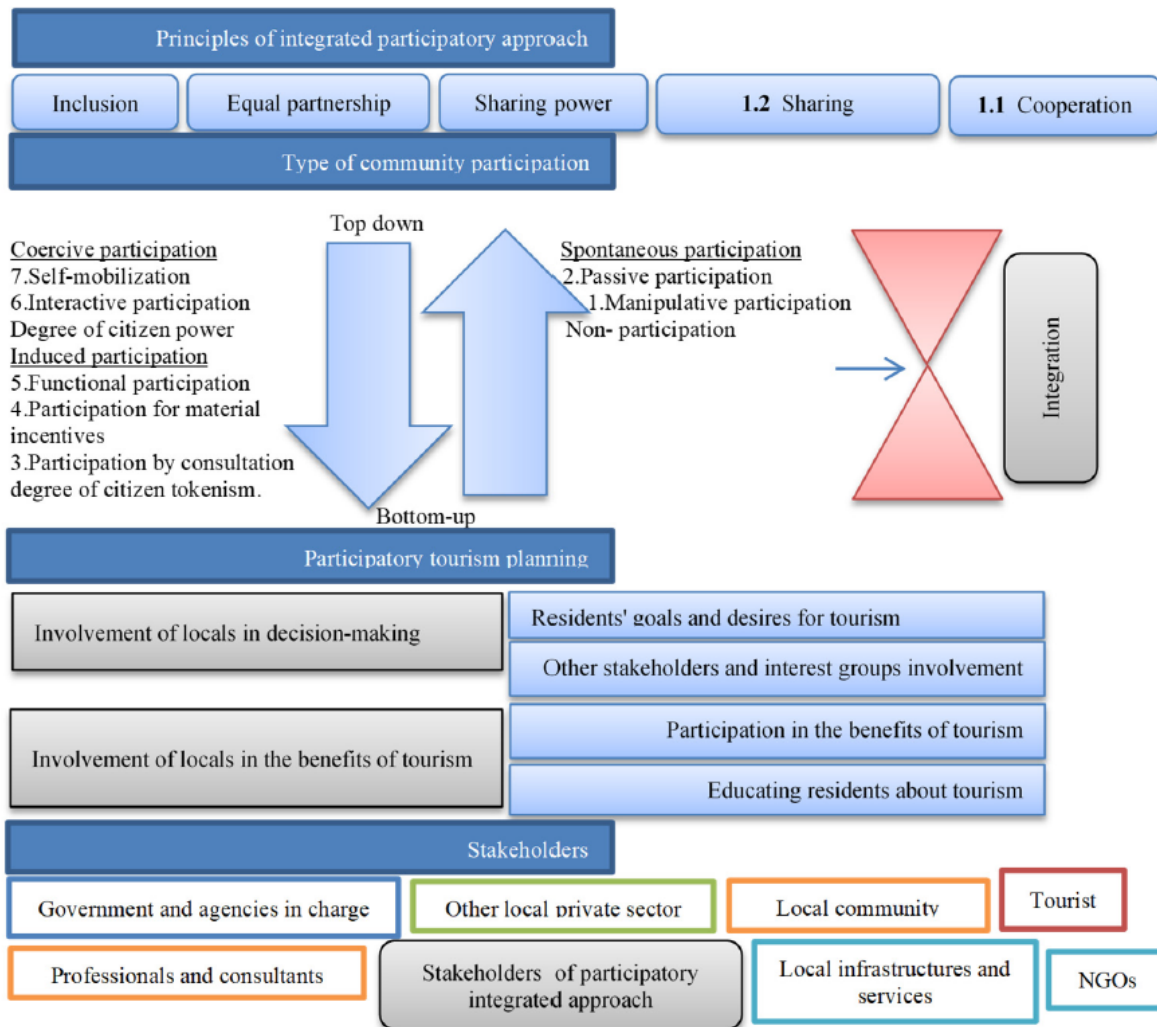 Principles of integrated participatory approach
Inclusion
Equal partnership
Sharing power
1.2 Sharing
1.1 Cooperation
Type of community participation
Top down
Coercive participation
7.Self-mobilization
6.Interactive participation
Degree of citizen power
Induced participation
5.Functional participation
4.Participation for material
incentives
3.Participation by consultation
degree of citizen tokenism.
Spontaneous participation
2.Passive participation
1.Manipulative participation
Non- participation
Integration
Bottom-up
Participatory tourism planning
Involvement of locals in decision-making
Residents' goals and desires for tourism
Other stakeholders and interest groups involvement
Involvement of locals in the benefits of tourism
Participation in the benefits of tourism
Educating residents about tourism
Stakeholders
Government and agencies in charge
Other local private sector
Local community
Tourist
Professionals and consultants
Stakeholders of participatory
integrated approach
Local infrastructures and
services
NGOs